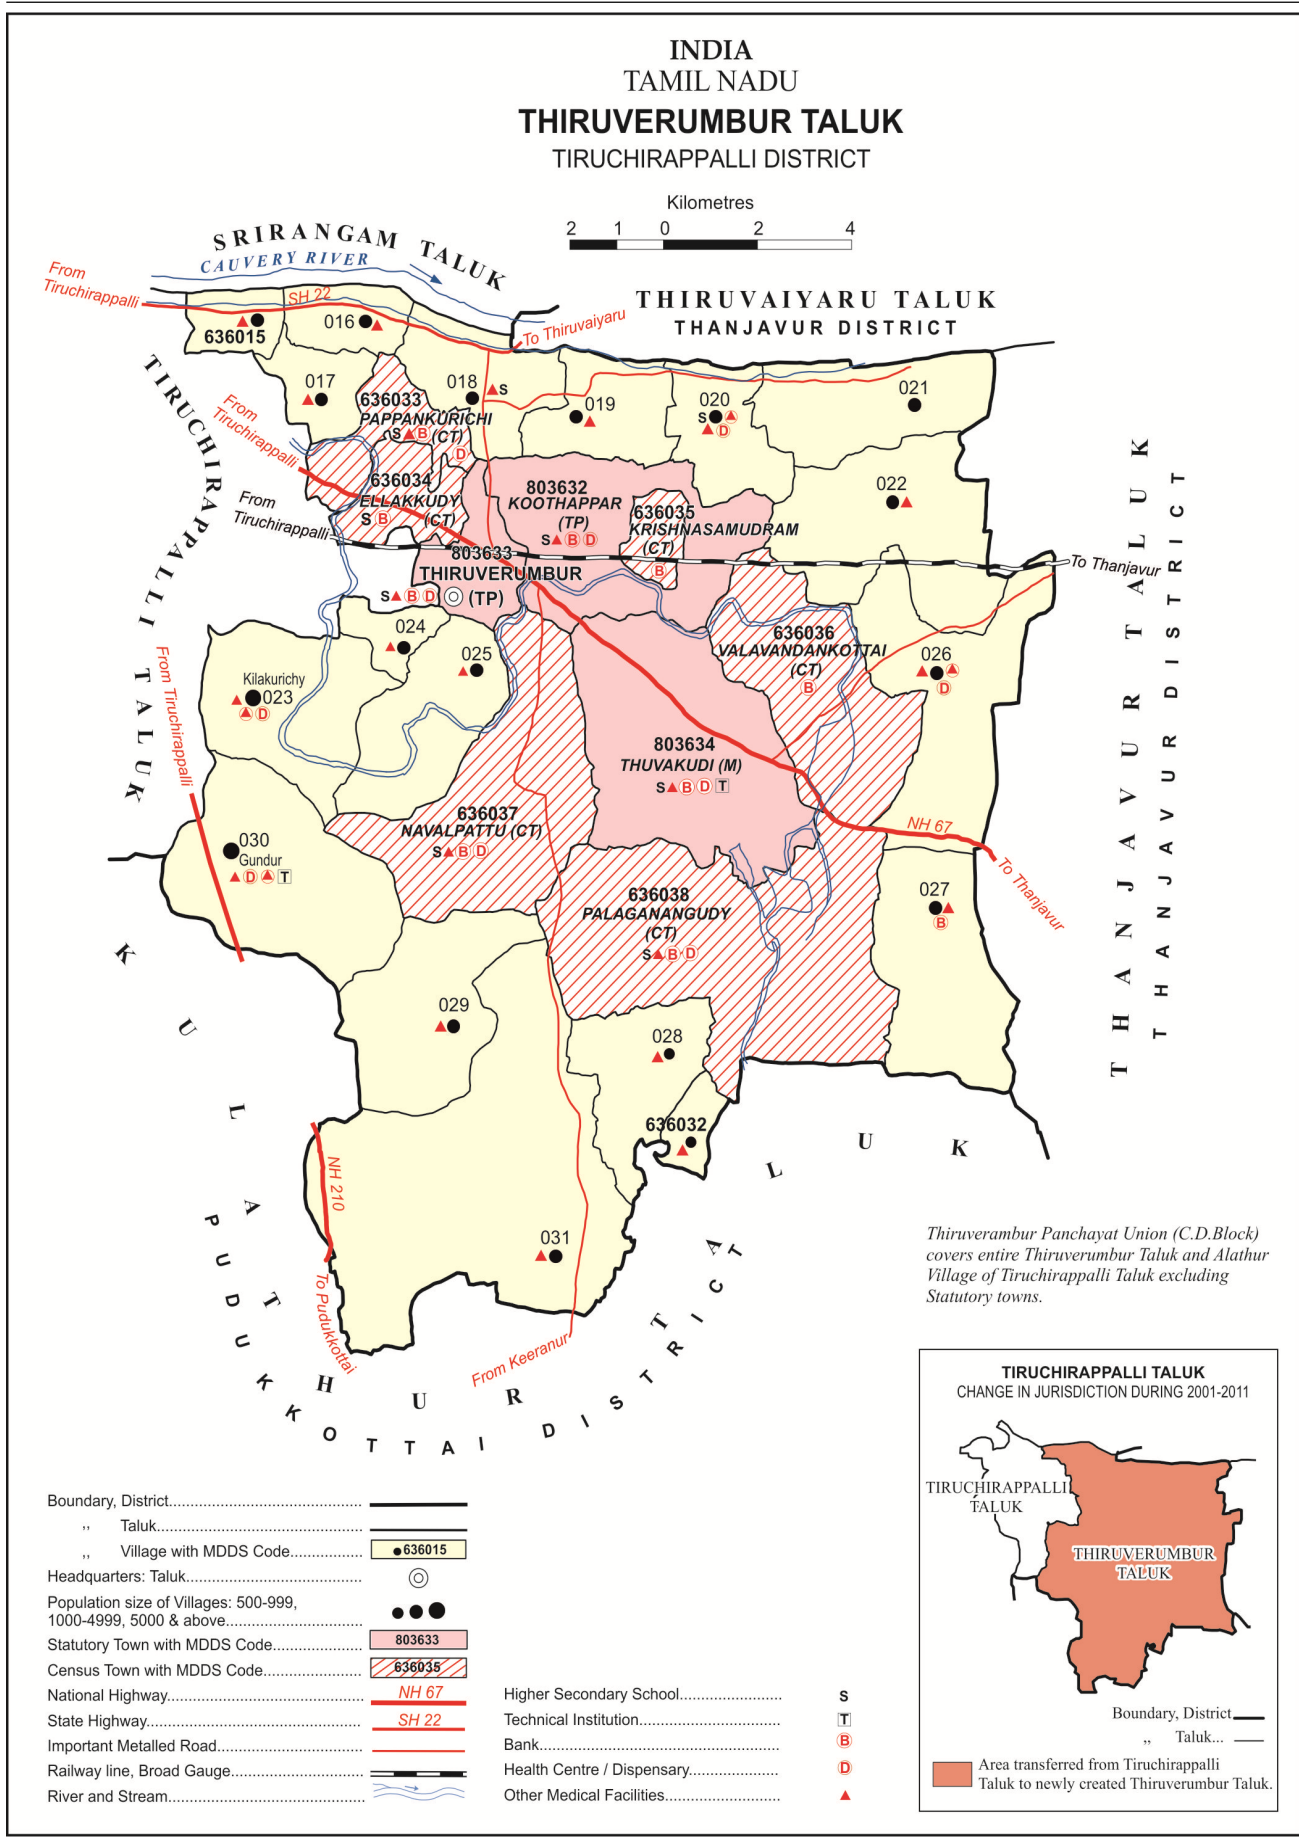 INDIA
TAMIL NADU
THIRUVERUMBUR TALUK
TIRUCHIRAPPALLI DISTRICT
Kilometres
2 1 0 2 4
SRIRANGAM TALUK
CAUVERY RIVER
From
Tiruchirappalli
SH 22
THIRUVAIYARU TALUK
THANJAVUR DISTRICT
To Thiruvaiyaru
636015
016
017
018
S
019
020
S
D
021
022
TIRUCHIRAPPALLI TALUK
From
Tiruchirappalli
636033
PAPPANKURICHI
(CT)
S B
D
636034
ELLAKKUDY
(CT)
S B
From
Tiruchirappalli
803632
KOOTHAPPAR
(TP)
S B D
636035
KRISHNASAMUDRAM
(CT)
B
803633
THIRUVERUMBUR
(TP)
S B D
To Thanjavur
THANJAVUR TALUK
THANJAVUR DISTRICT
024
025
Kilakurichy
023
D
From Tiruchirappalli
636036
VALAVANDANKOTTAI
(CT)
B
026
D
803634
THUVAKUDI (M)
S B D T
636037
NAVALPATTU (CT)
S B D
NH 67
To Thanjavur
030
Gundur
D T
636038
PALAGANANGUDY
(CT)
S B D
027
B
029
028
636032
NH 210
To Pudukkottai
031
From Keeranur
KULATHUR TALUK
PUDUKKOTTAI DISTRICT
Thiruverambur Panchayat Union (C.D.Block)
covers entire Thiruverumbur Taluk and Alathur
Village of Tiruchirappalli Taluk excluding
Statutory towns.
TIRUCHIRAPPALLI TALUK
CHANGE IN JURISDICTION DURING 2001-2011
TIRUCHIRAPPALLI
TALUK
THIRUVERUMBUR
TALUK
Boundary, District
,, Taluk...
Area transferred from Tiruchirappalli
Taluk to newly created Thiruverumbur Taluk.
Boundary, District
,, Taluk
,, Village with MDDS Code 636015
Headquarters: Taluk
Population size of Villages: 500-999,
1000-4999, 5000 & above
Statutory Town with MDDS Code 803633
Census Town with MDDS Code 636035
National Highway NH 67
State Highway SH 22
Important Metalled Road
Railway line, Broad Gauge
River and Stream
Higher Secondary School S
Technical Institution T
Bank B
Health Centre / Dispensary D
Other Medical Facilities